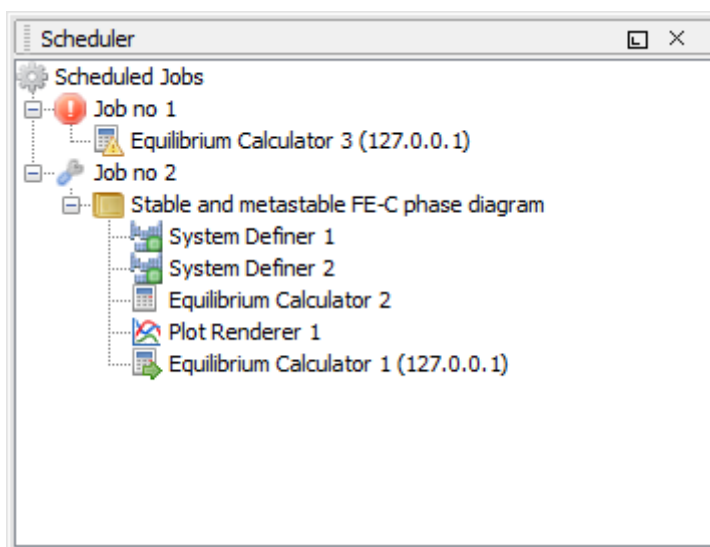 Scheduler
Scheduled Jobs
Job no 1
Equilibrium Calculator 3 (127.0.0.1)
Job no 2
Stable and metastable FE-C phase diagram
System Definer 1
System Definer 2
Equilibrium Calculator 2
Plot Renderer 1
Equilibrium Calculator 1 (127.0.0.1)